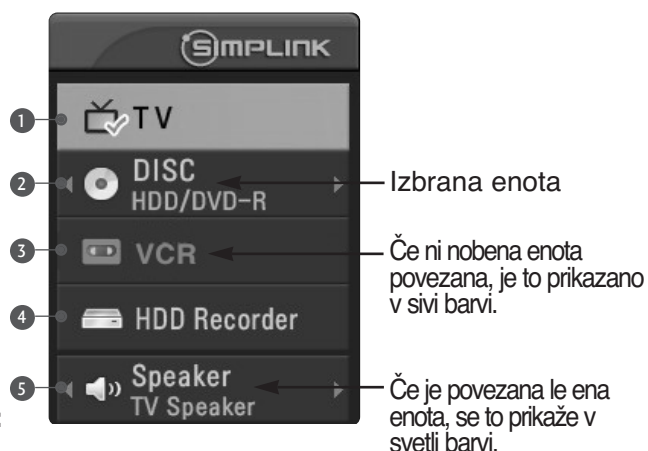 SIMPLINK
1 TV
2 DISC
HDD/DVD-R
Izbrana enota
3 VCR
Če ni nobena enota
povezana, je to prikazano
v sivi barvi.
4 HDD Recorder
5 Speaker
TV Speaker
Če je povezana le ena
enota, se to prikaže v
svetli barvi.